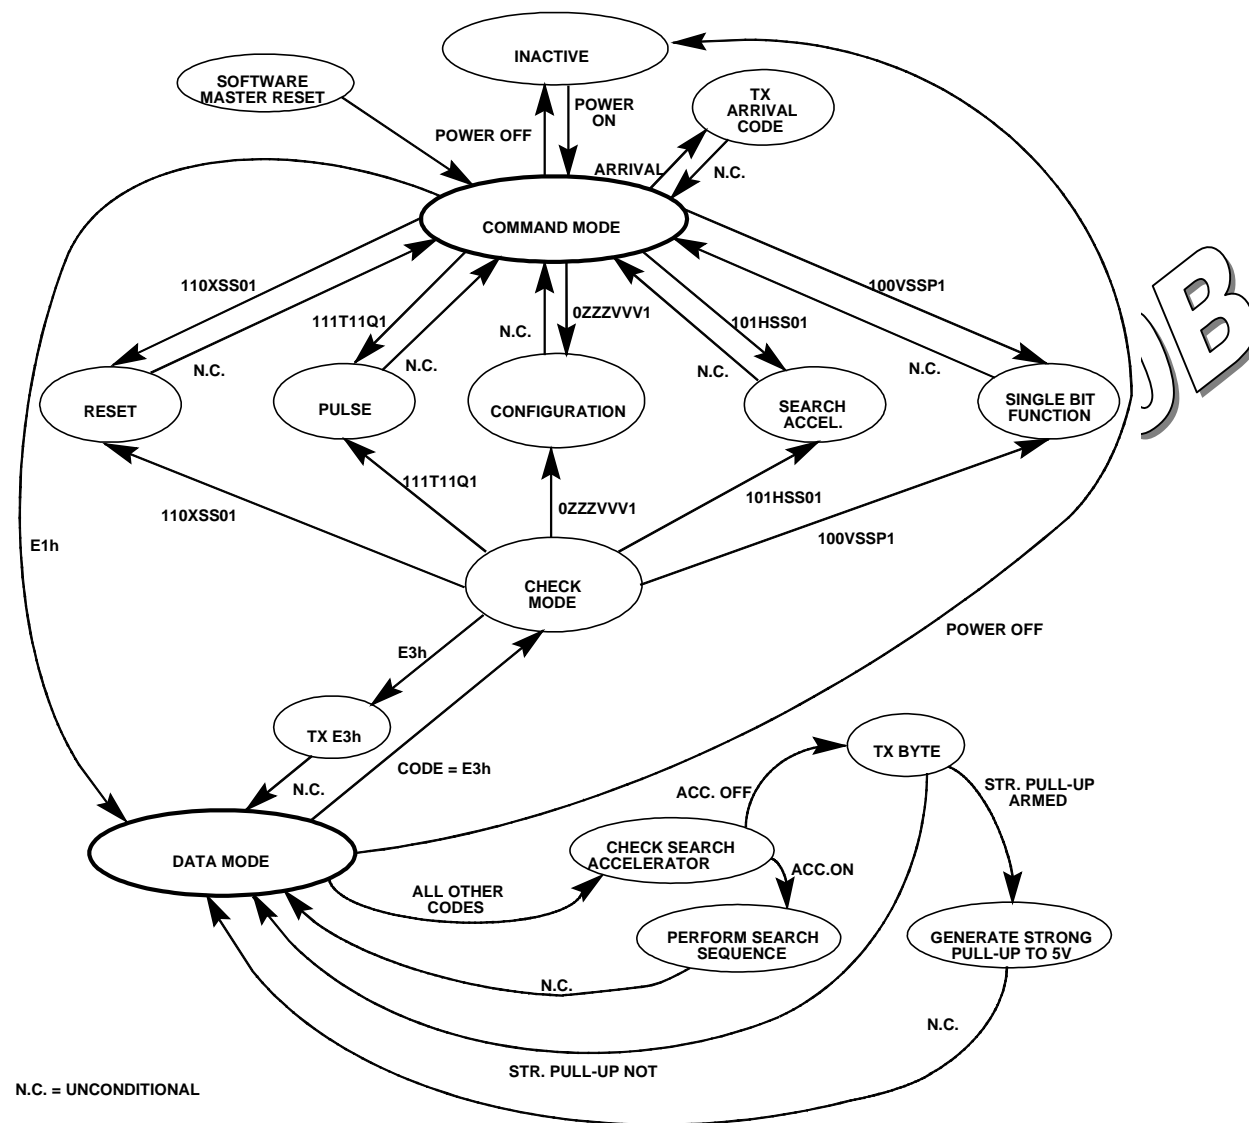 INACTIVE
SOFTWARE
MASTER RESET
TX
ARRIVAL
CODE
POWER
ON
POWER OFF
ARRIVAL
N.C.
COMMAND MODE
110XSS01
100VSSP1
111T11Q1
0ZZZVVV1
101HSS01
N.C.
N.C.
N.C.
N.C.
N.C.
RESET
PULSE
CONFIGURATION
SEARCH
ACCEL.
SINGLE BIT
FUNCTION
111T11Q1
101HSS01
110XSS01
0ZZZVVV1
100VSSP1
E1h
CHECK
MODE
POWER OFF
E3h
TX E3h
CODE = E3h
N.C.
TX BYTE
STR. PULL-UP
ARMED
ACC. OFF
DATA MODE
CHECK SEARCH
ACCELERATOR
ACC.ON
ALL OTHER
CODES
PERFORM SEARCH
SEQUENCE
GENERATE STRONG
PULL-UP TO 5V
N.C.
N.C.
STR. PULL-UP NOT
N.C. = UNCONDITIONAL
UB